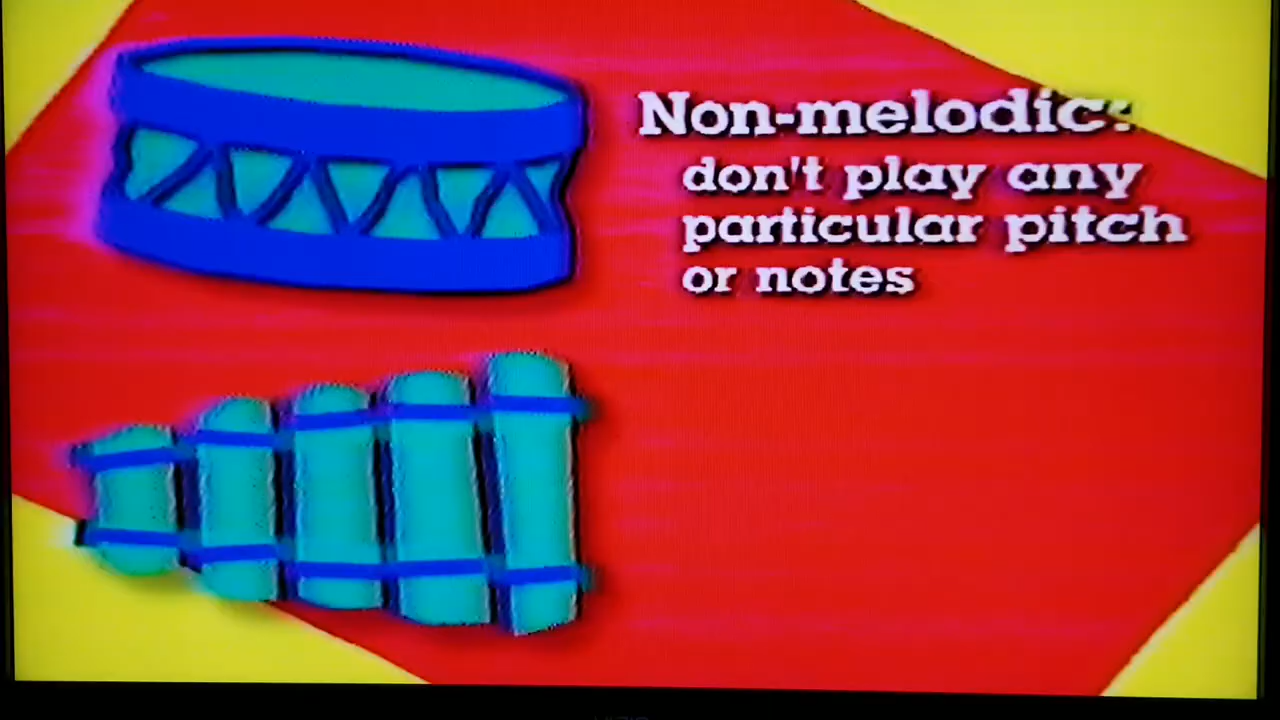 Non-melodic:
don't play any
particular pitch
or notes